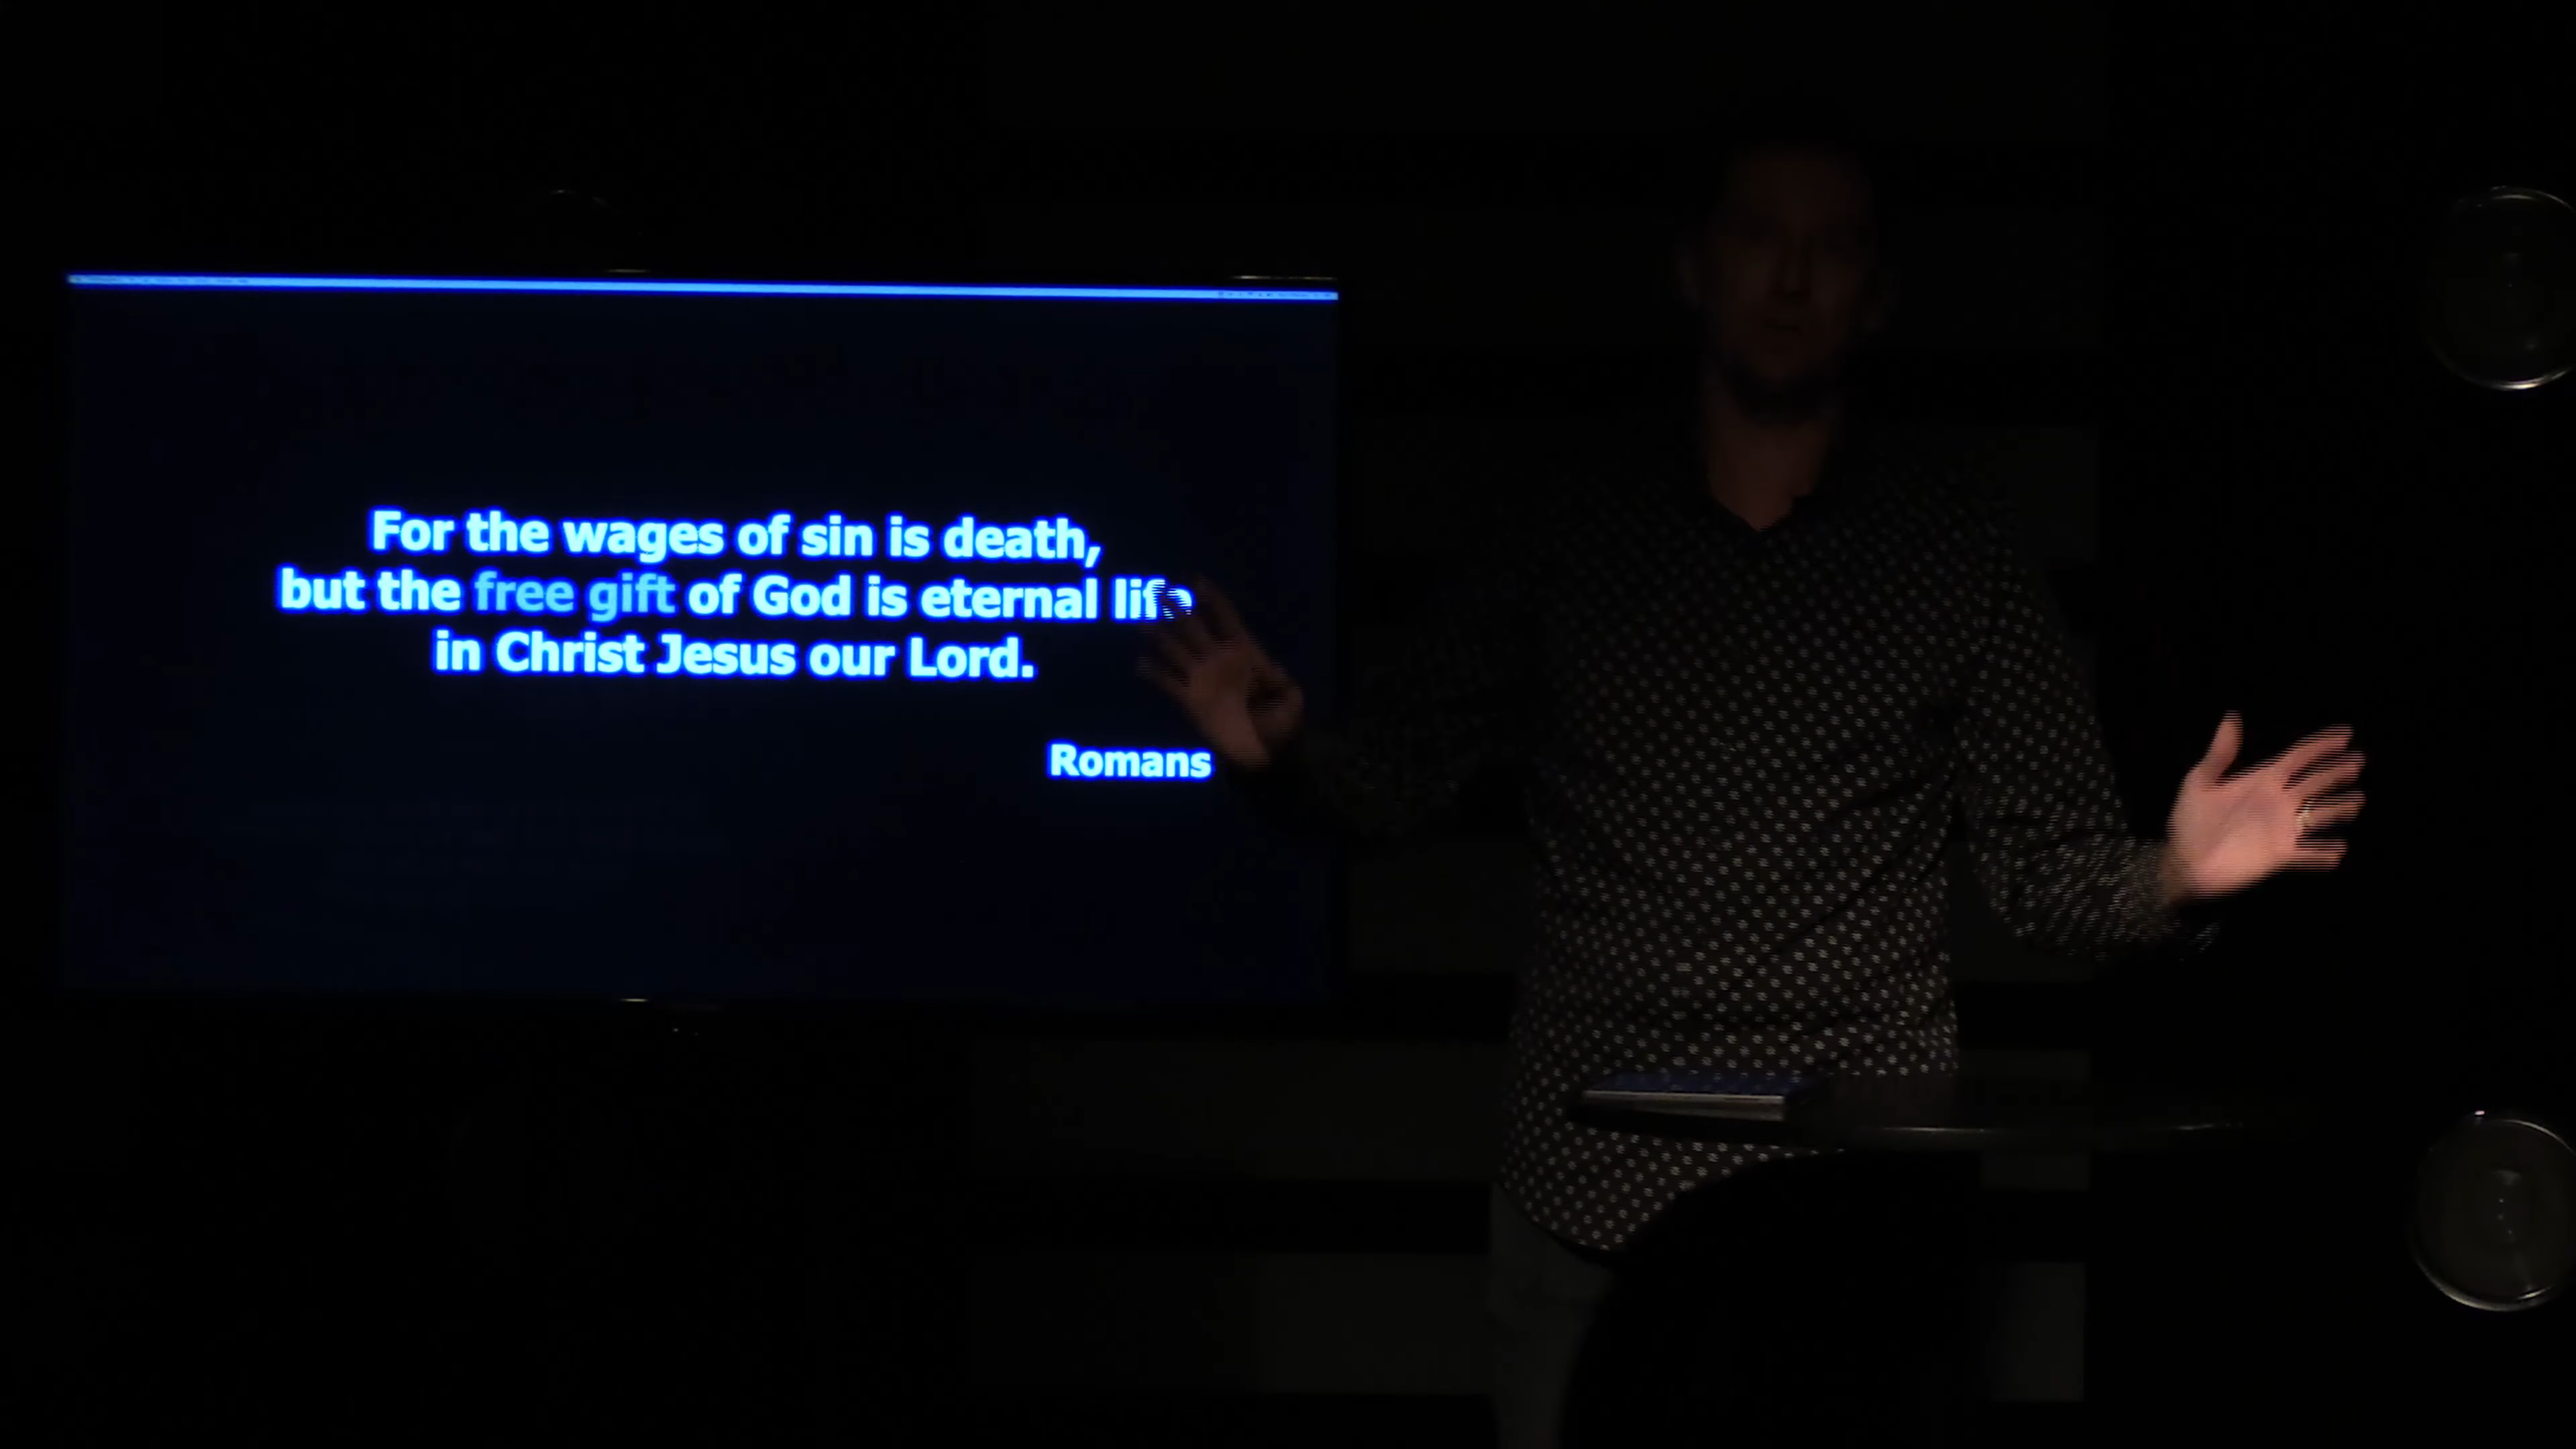 For the wages of sin is death,
but the free gift of God is eternal life
in Christ Jesus our Lord.
Romans